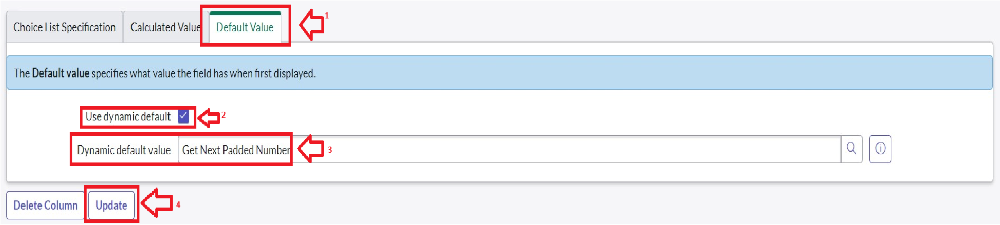 Choice List Specification Calculated Value Default Value 1
The Default value specifies what value the field has when first displayed.
Use dynamic default 2
Dynamic default value Get Next Padded Number 3
Delete Column Update 4